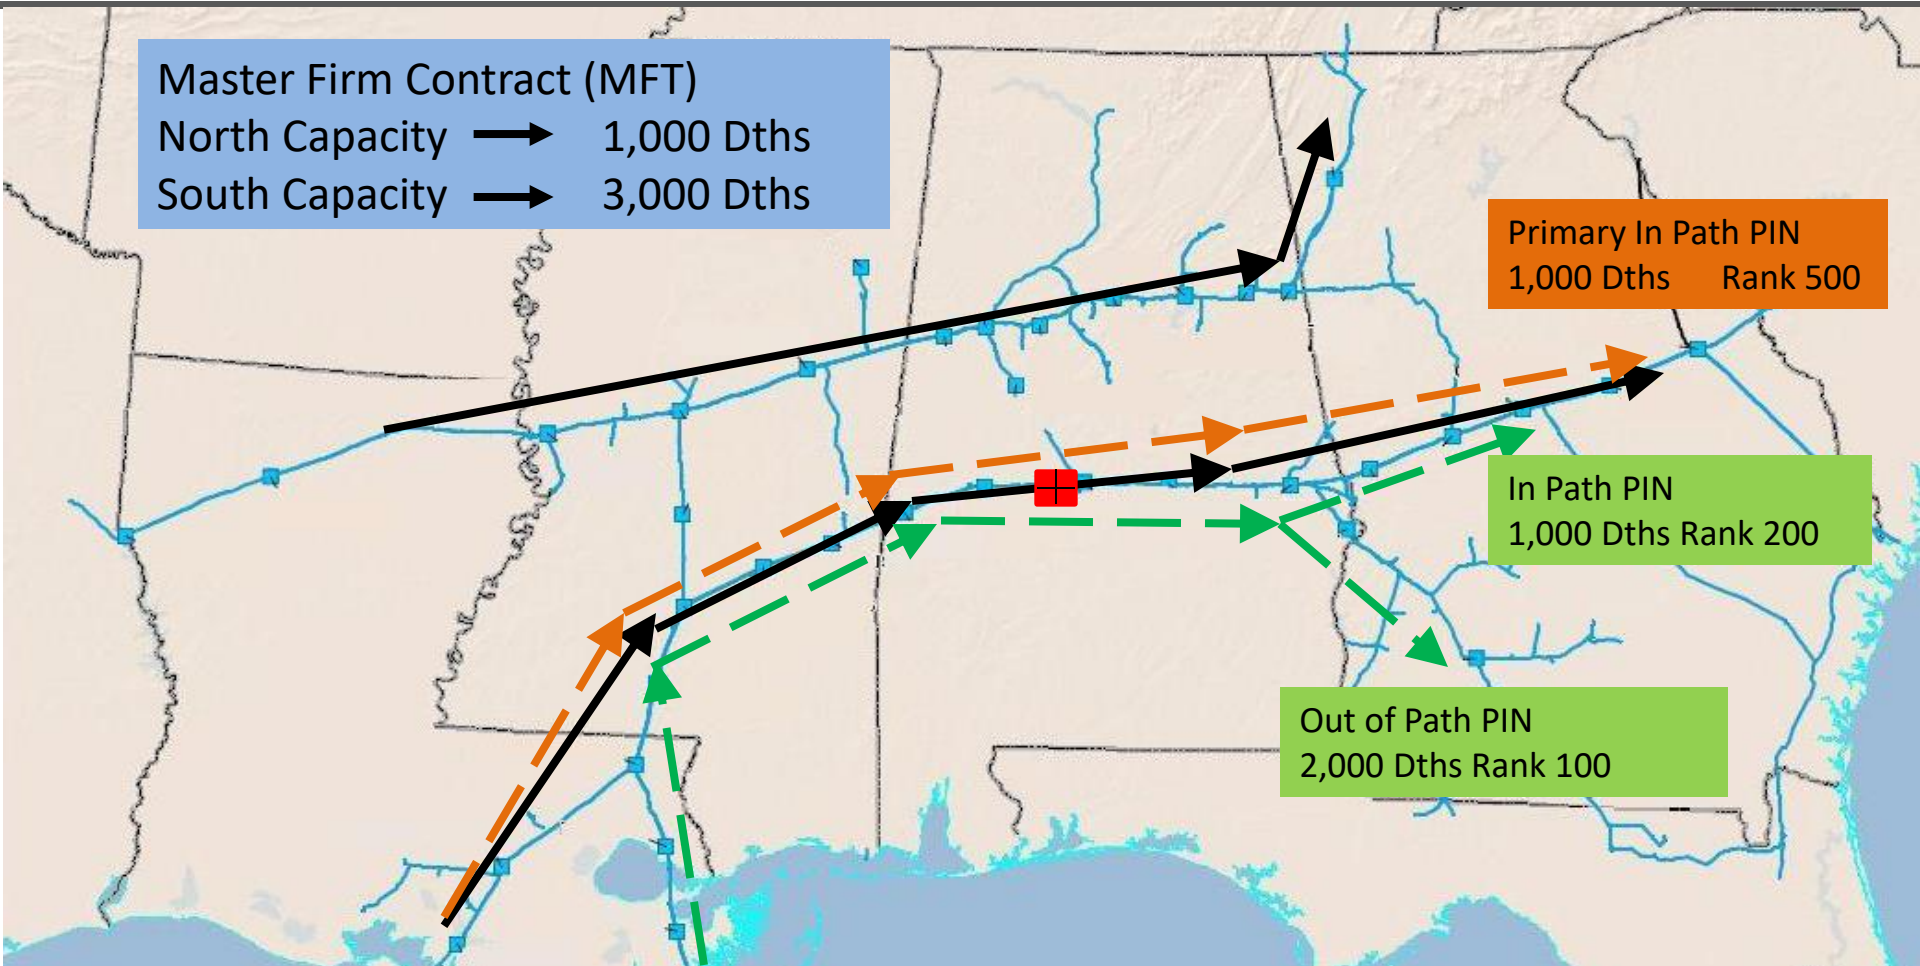 Master Firm Contract (MFT)
North Capacity 1,000 Dths
South Capacity 3,000 Dths
Primary In Path PIN
1,000 Dths Rank 500
In Path PIN
1,000 Dths Rank 200
Out of Path PIN
2,000 Dths Rank 100